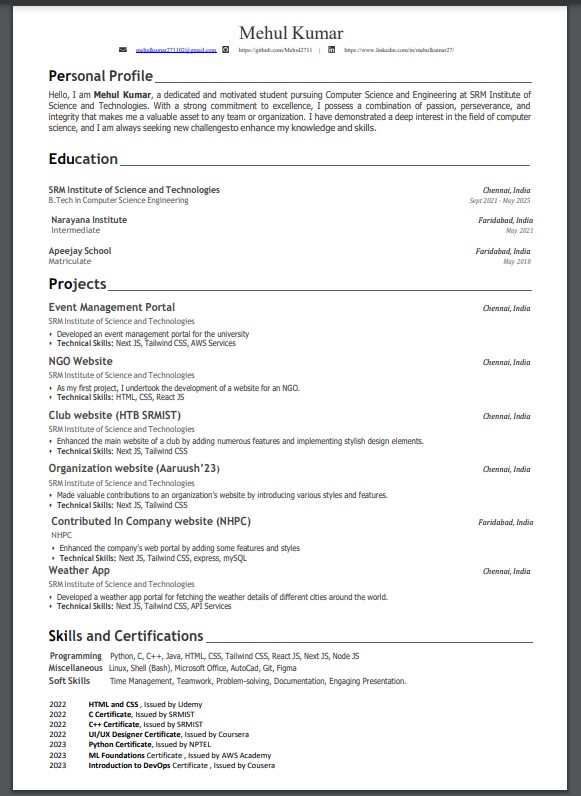 Mehul Kumar
mehulkumar271102@gmail.com https://github.com/Mehul2711 | https://www.linkedin.com/in/mehulkumar27/
Personal Profile
Hello, I am Mehul Kumar, a dedicated and motivated student pursuing Computer Science and Engineering at SRM Institute of
Science and Technologies. With a strong commitment to excellence, I possess a combination of passion, perseverance, and
integrity that makes me a valuable asset to any team or organization. I have demonstrated a deep interest in the field of computer
science, and I am always seeking new challengesto enhance my knowledge and skills.
Education
SRM Institute of Science and Technologies Chennai, India
B.Tech in Computer Science Engineering Sept 2021 - May 2025
Narayana Institute Faridabad, India
Intermediate May 2021
Apeejay School Faridabad, India
Matriculate May 2018
Projects
Event Management Portal Chennai, India
SRM Institute of Science and Technologies
• Developed an event management portal for the university
• Technical Skills: Next JS, Tailwind CSS, AWS Services
NGO Website Chennai, India
SRM Institute of Science and Technologies
• As my first project, I undertook the development of a website for an NGO.
• Technical Skills: HTML, CSS, React JS
Club website (HTB SRMIST) Chennai, India
SRM Institute of Science and Technologies
• Enhanced the main website of a club by adding numerous features and implementing stylish design elements.
• Technical Skills: Next JS, Tailwind CSS
Organization website (Aaruush’23) Chennai, India
SRM Institute of Science and Technologies
• Made valuable contributions to an organization’s website by introducing various styles and features.
• Technical Skills: Next JS, Tailwind CSS
Contributed In Company website (NHPC) Faridabad, India
NHPC
• Enhanced the company’s web portal by adding some features and styles
• Technical Skills: Next JS, Tailwind CSS, express, mySQL
Weather App Chennai, India
SRM Institute of Science and Technologies
• Developed a weather app portal for fetching the weather details of different cities around the world.
• Technical Skills: Next JS, Tailwind CSS, API Services
Skills and Certifications
Programming Python, C, C++, Java, HTML, CSS, Tailwind CSS, React JS, Next JS, Node JS
Miscellaneous Linux, Shell (Bash), Microsoft Office, AutoCad, Git, Figma
Soft Skills Time Management, Teamwork, Problem-solving, Documentation, Engaging Presentation.
2022 HTML and CSS , Issued by Udemy
2022 C Certificate, Issued by SRMIST
2022 C++ Certificate, Issued by SRMIST
2022 UI/UX Designer Certificate, Issued by Coursera
2023 Python Certificate, Issued by NPTEL
2023 ML Foundations Certificate , Issued by AWS Academy
2023 Introduction to DevOps Certificate , Issued by Cousera